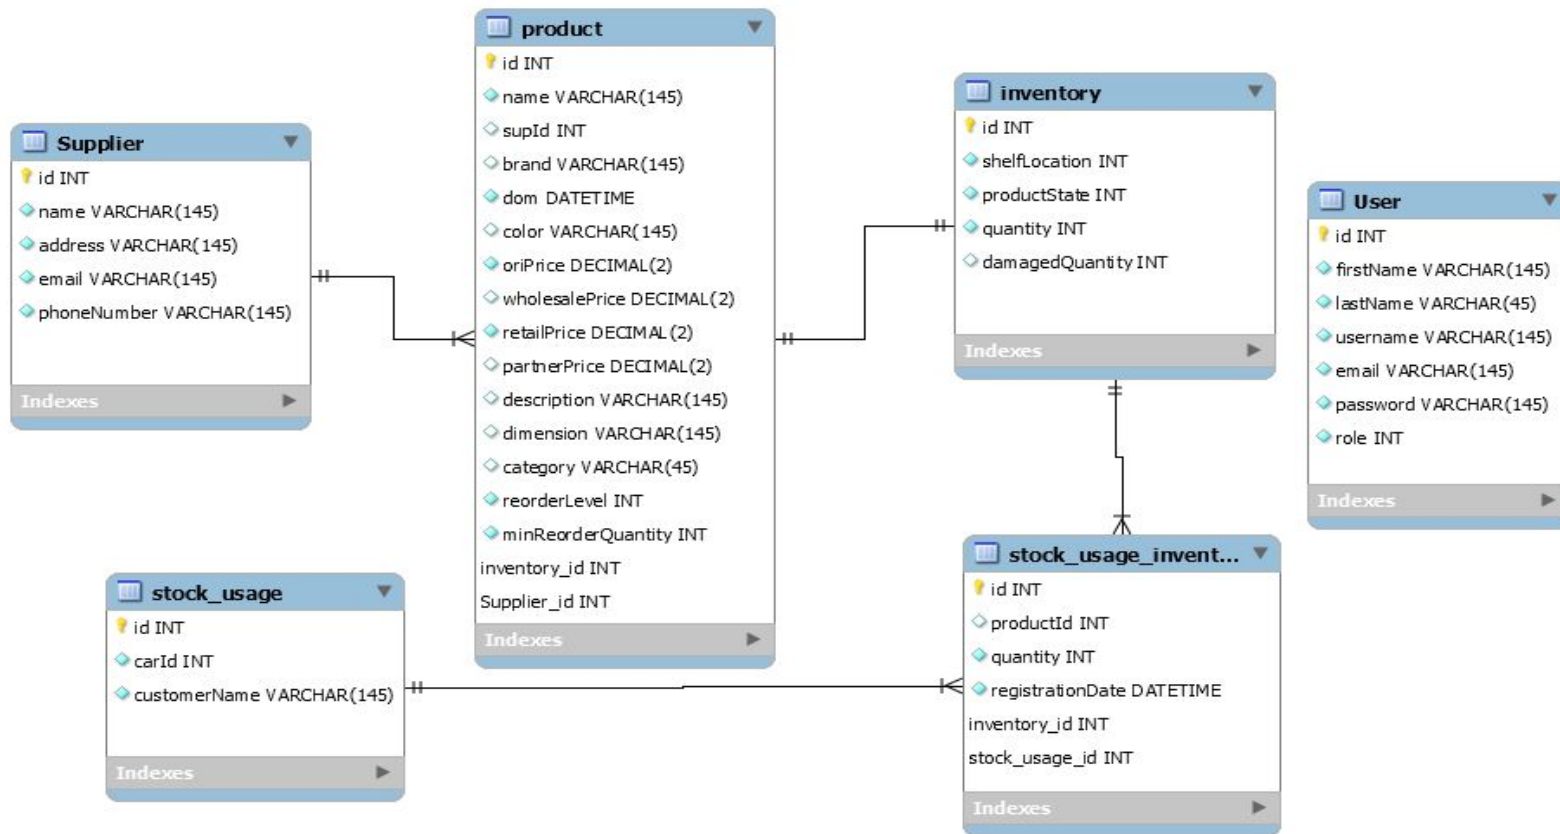 Supplier
id INT
name VARCHAR(145)
address VARCHAR(145)
email VARCHAR(145)
phoneNumber VARCHAR(145)
Indexes
product
id INT
name VARCHAR(145)
supId INT
brand VARCHAR(145)
dom DATETIME
color VARCHAR(145)
oriPrice DECIMAL(2)
wholesalePrice DECIMAL(2)
retailPrice DECIMAL(2)
partnerPrice DECIMAL(2)
description VARCHAR(145)
dimension VARCHAR(145)
category VARCHAR(45)
reorderLevel INT
minReorderQuantity INT
inventory_id INT
Supplier_id INT
Indexes
inventory
id INT
shelfLocation INT
productState INT
quantity INT
damagedQuantity INT
Indexes
User
id INT
firstName VARCHAR(145)
lastName VARCHAR(45)
username VARCHAR(145)
email VARCHAR(145)
password VARCHAR(145)
role INT
Indexes
stock_usage
id INT
carId INT
customerName VARCHAR(145)
Indexes
stock_usage_invent...
id INT
productId INT
quantity INT
registrationDate DATETIME
inventory_id INT
stock_usage_id INT
Indexes